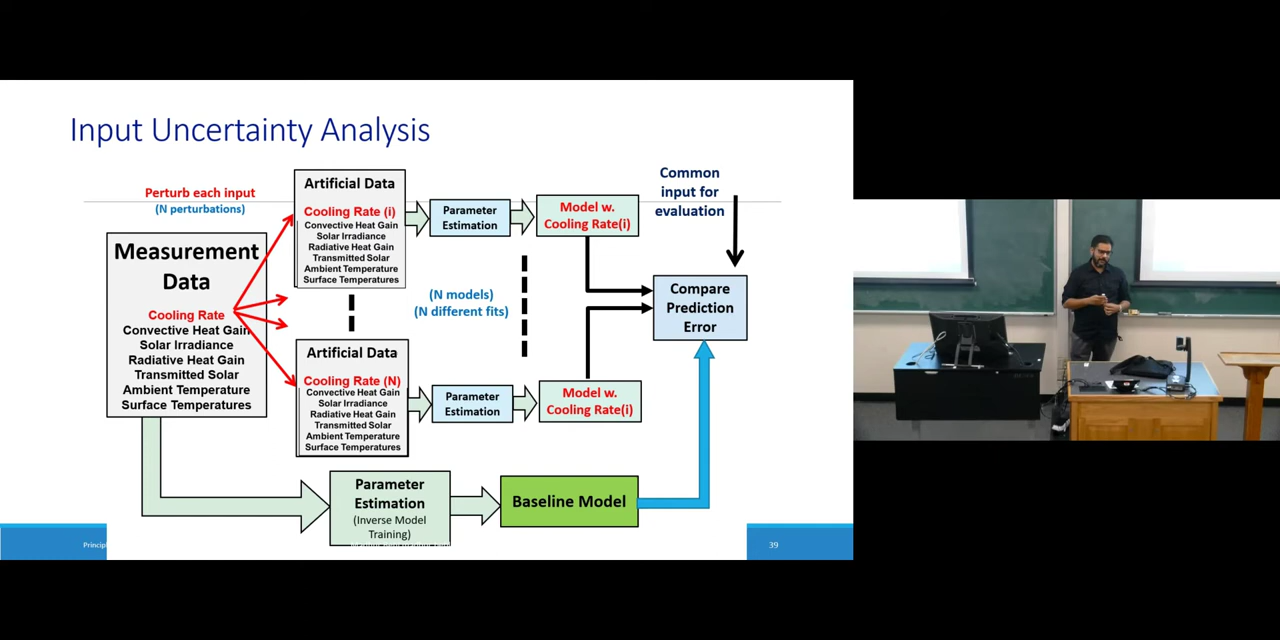 Input Uncertainty Analysis
Perturb each input
(N perturbations)
Measurement
Data
Cooling Rate
Convective Heat Gain
Solar Irradiance
Radiative Heat Gain
Transmitted Solar
Ambient Temperature
Surface Temperatures
Artificial Data
Cooling Rate (i)
Convective Heat Gain
Solar Irradiance
Radiative Heat Gain
Transmitted Solar
Ambient Temperature
Surface Temperatures
Parameter
Estimation
Model w.
Cooling Rate(i)
Common
input for
evaluation
(N models)
(N different fits)
Compare
Prediction
Error
Artificial Data
Cooling Rate (N)
Convective Heat Gain
Solar Irradiance
Radiative Heat Gain
Transmitted Solar
Ambient Temperature
Surface Temperatures
Parameter
Estimation
Model w.
Cooling Rate(i)
Parameter
Estimation
(Inverse Model
Training)
Baseline Model
39